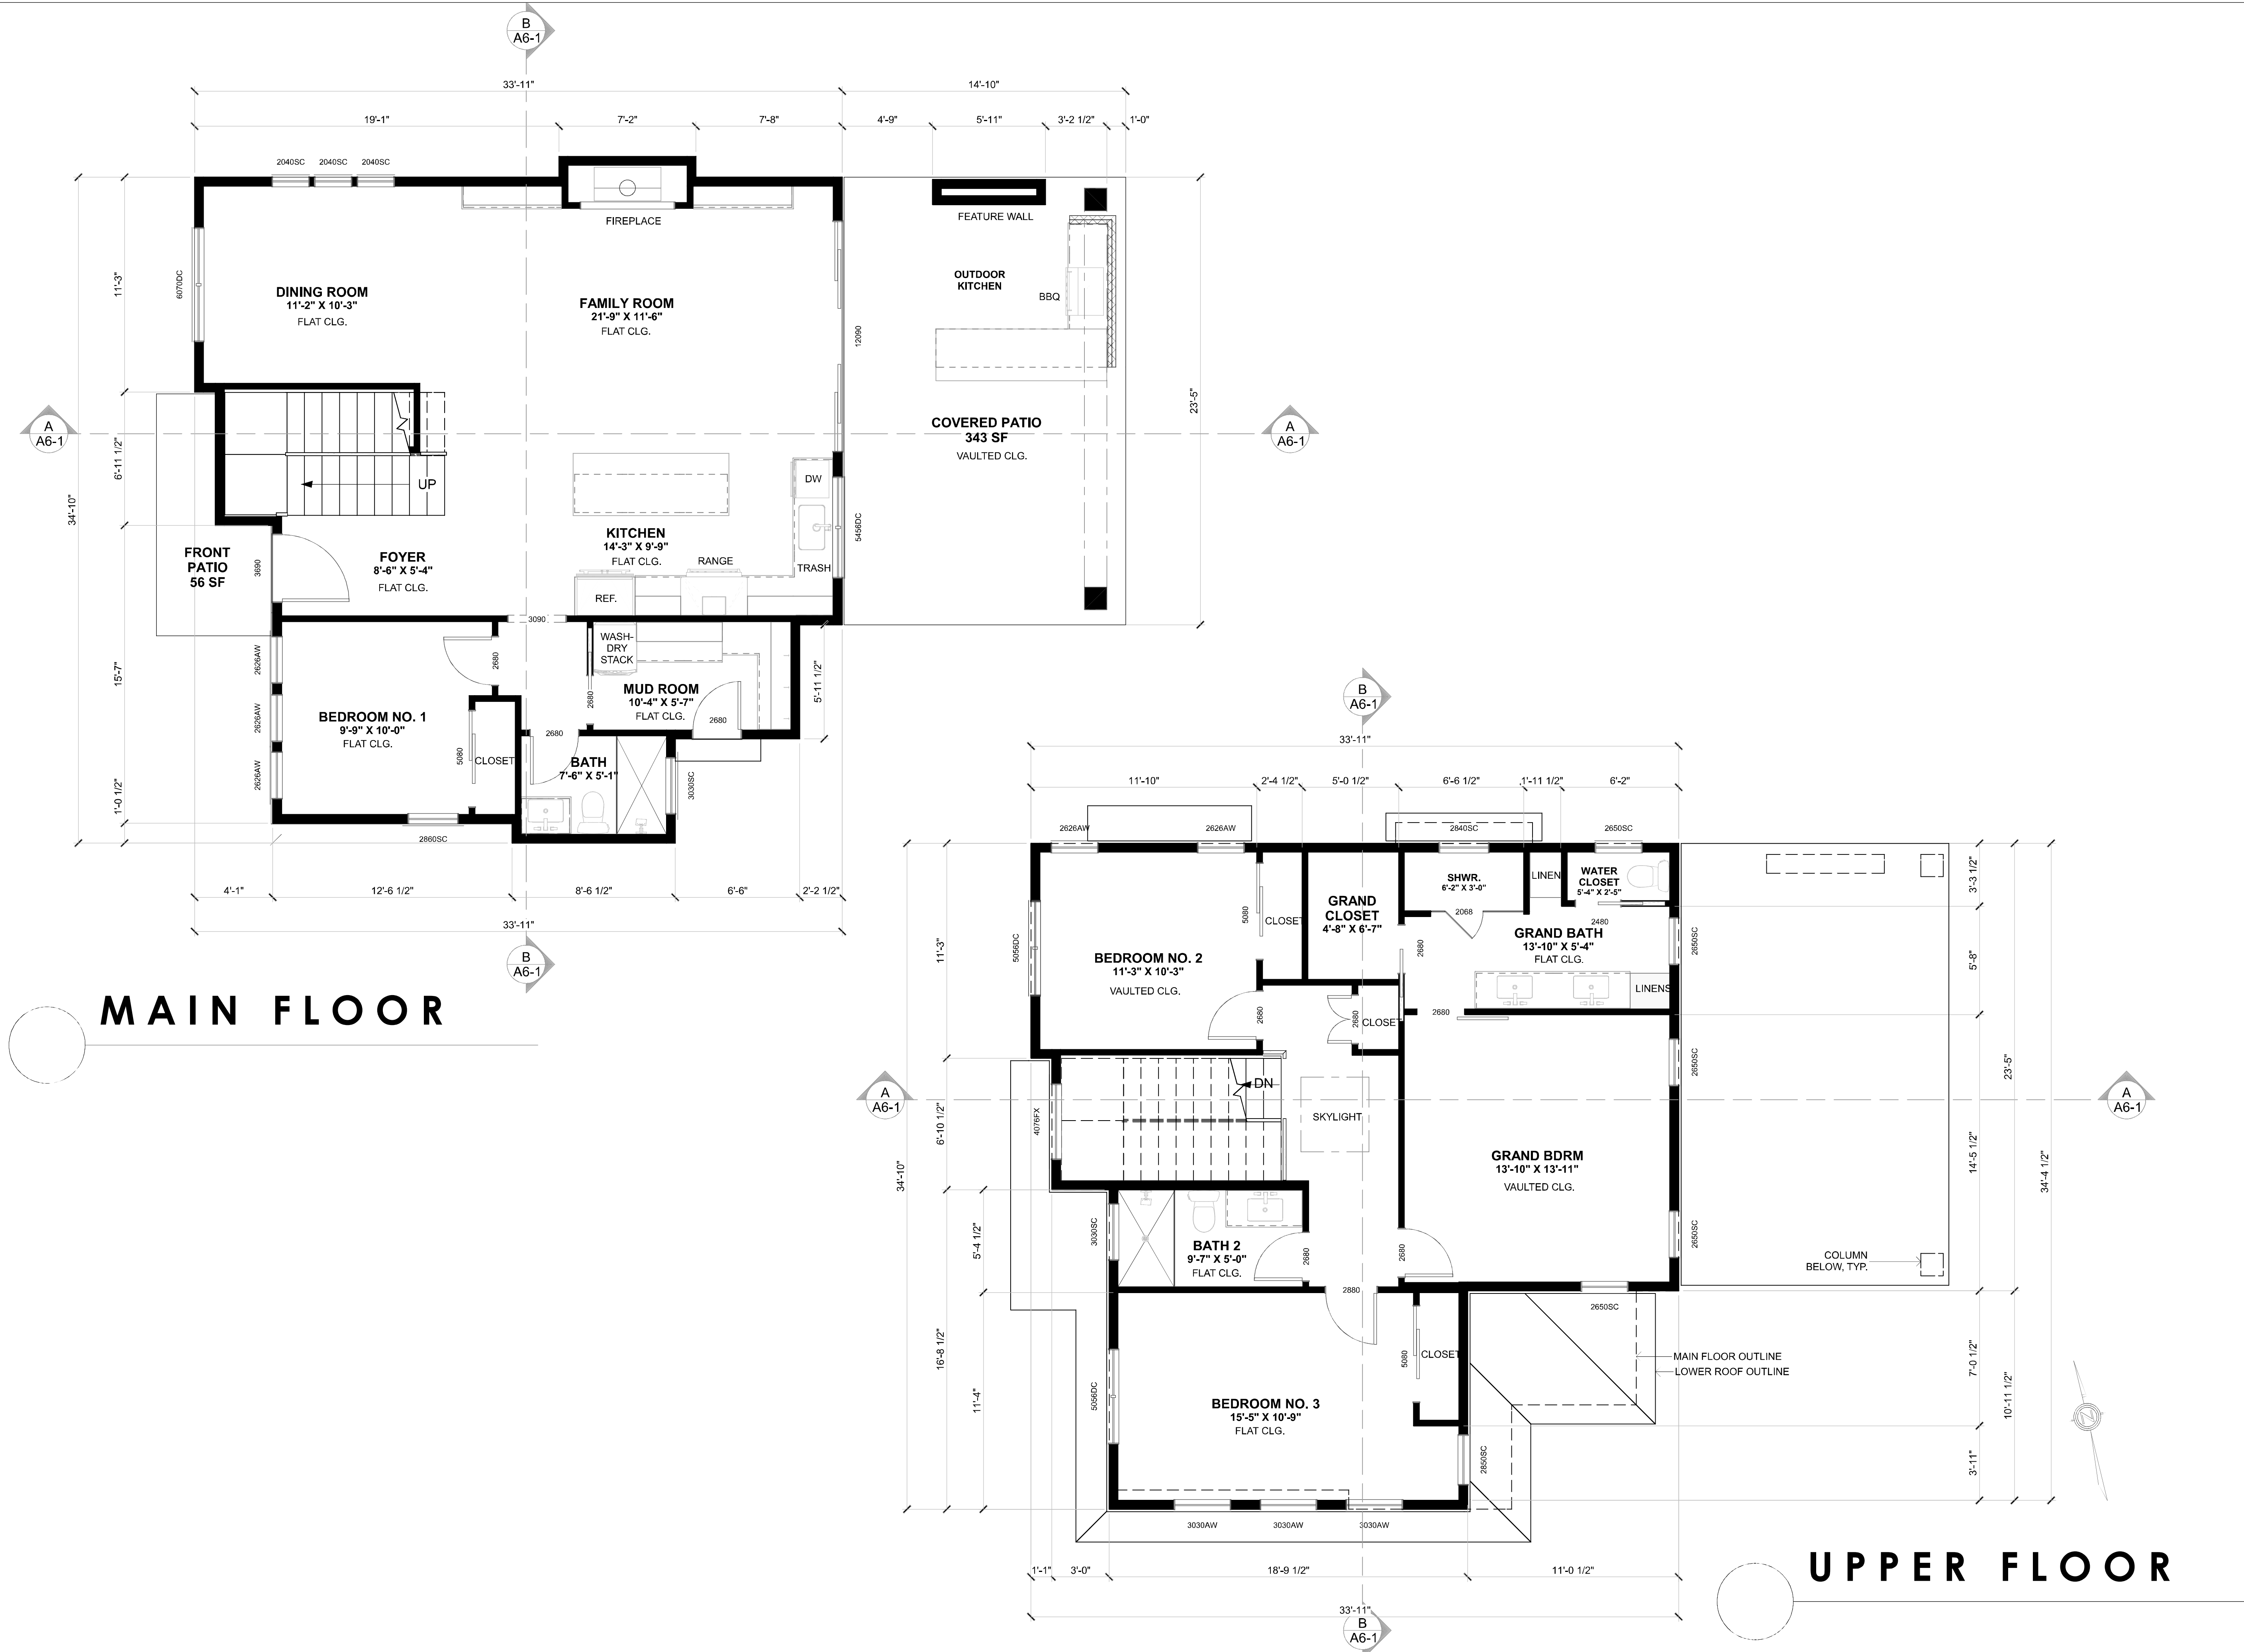 B
A6-1
33'-11"
14'-10"
19'-1"
7'-2"
7'-8"
4'-9"
5'-11"
3'-2 1/2"
1'-0"
2040SC
2040SC
2040SC
FIREPLACE
FEATURE WALL
11'-3"
6070DC
DINING ROOM
11'-2" X 10'-3"
FLAT CLG.
FAMILY ROOM
21'-9" X 11'-6"
FLAT CLG.
OUTDOOR
KITCHEN
BBQ
12090
23'-5"
A
A6-1
6'-11 1/2"
34'-10"
UP
COVERED PATIO
343 SF
VAULTED CLG.
A
A6-1
DW
5456DC
KITCHEN
14'-3" X 9'-9"
FLAT CLG.
RANGE
TRASH
REF.
FRONT
PATIO
56 SF
3690
FOYER
8'-6" X 5'-4"
FLAT CLG.
3090
15'-7"
2626AW
2626AW
2626AW
2680
WASH-
DRY
STACK
2680
MUD ROOM
10'-4" X 5'-7"
FLAT CLG.
2680
5'-11 1/2"
BEDROOM NO. 1
9'-9" X 10'-0"
FLAT CLG.
5080
CLOSET
2680
BATH
7'-6" X 5'-1"
3030SC
1'-0 1/2"
2860SC
4'-1"
12'-6 1/2"
8'-6 1/2"
6'-6"
2'-2 1/2"
33'-11"
B
A6-1
MAIN FLOOR
B
A6-1
33'-11"
11'-10"
2'-4 1/2"
5'-0 1/2"
6'-6 1/2"
1'-11 1/2"
6'-2"
2626AW
2626AW
2840SC
2650SC
3'-3 1/2"
5080
CLOSET
GRAND
CLOSET
4'-8" X 6'-7"
SHWR.
6'-2" X 3'-0"
LINEN
WATER
CLOSET
5'-4" X 2'-5"
2068
2480
2680
GRAND BATH
13'-10" X 5'-4"
FLAT CLG.
2650SC
5'-8"
11'-3"
5056DC
BEDROOM NO. 2
11'-3" X 10'-3"
VAULTED CLG.
LINENS
2680
2680
CLOSET
2680
2650SC
23'-5"
A
A6-1
6'-10 1/2"
4076FX
DN
SKYLIGHT
A
A6-1
34'-10"
GRAND BDRM
13'-10" X 13'-11"
VAULTED CLG.
14'-5 1/2"
34'-4 1/2"
5'-4 1/2"
3030SC
BATH 2
9'-7" X 5'-0"
FLAT CLG.
2680
2680
2650SC
COLUMN
BELOW, TYP.
2880
2650SC
16'-8 1/2"
11'-4"
5056DC
BEDROOM NO. 3
15'-5" X 10'-9"
FLAT CLG.
5080
CLOSET
MAIN FLOOR OUTLINE
LOWER ROOF OUTLINE
7'-0 1/2"
10'-11 1/2"
3'-11"
2850SC
N
3030AW
3030AW
3030AW
1'-1"
3'-0"
18'-9 1/2"
11'-0 1/2"
33'-11"
B
A6-1
UPPER FLOOR